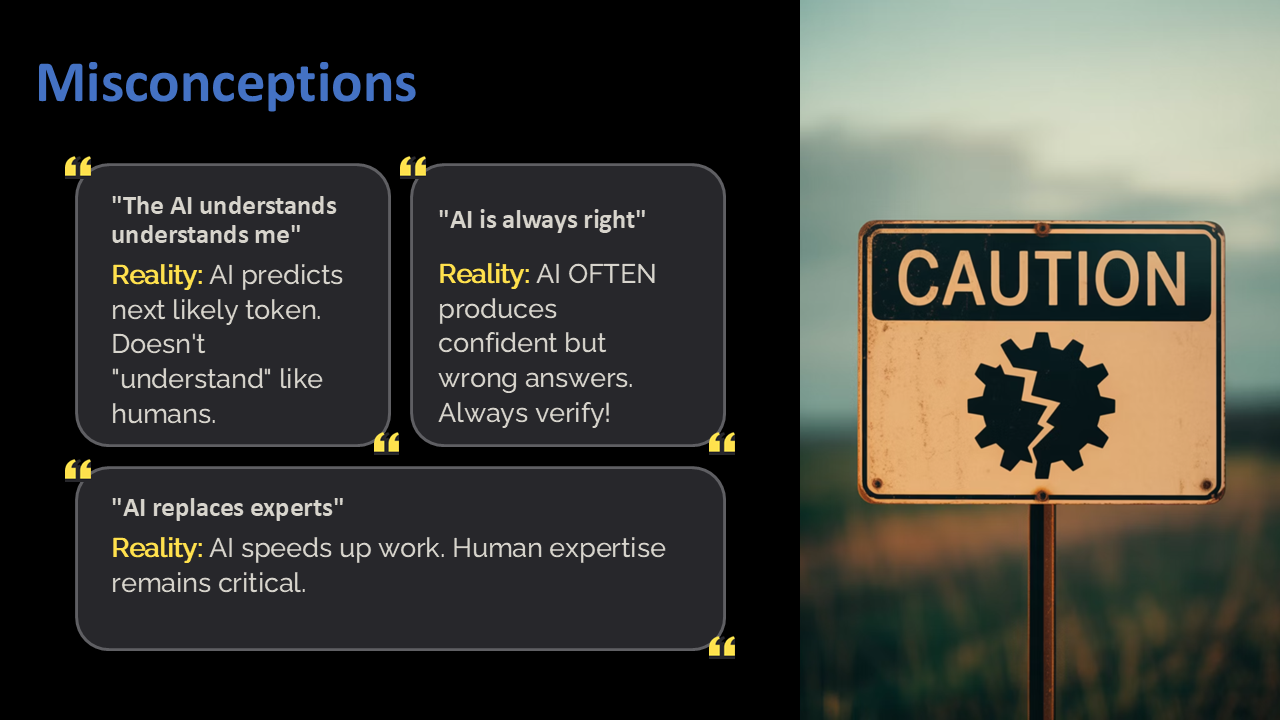 Misconceptions
"The AI understands
understands me"
Reality: AI predicts
next likely token.
Doesn't
"understand" like
humans.
"AI is always right"
Reality: AI OFTEN
produces
confident but
wrong answers.
Always verify!
"AI replaces experts"
Reality: AI speeds up work. Human expertise
remains critical.
CAUTION